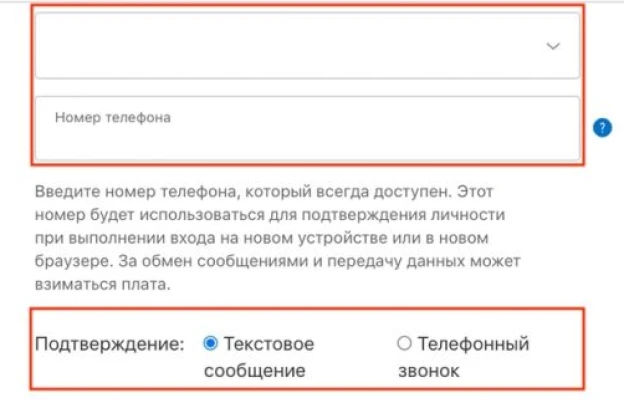 Номер телефона
?
Введите номер телефона, который всегда доступен. Этот
номер будет использоваться для подтверждения личности
при выполнении входа на новом устройстве или в новом
браузере. За обмен сообщениями и передачу данных может
взиматься плата.
Подтверждение: Текстовое сообщение Телефонный звонок